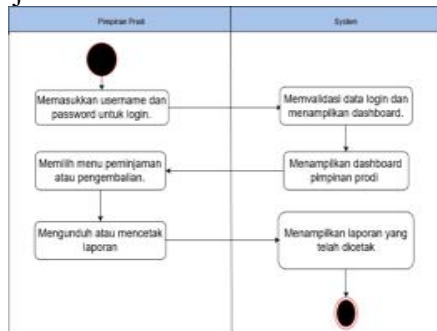 Pimpinan Prodi
System
Memasukkan username dan
password untuk login.
Memvalidasi data login dan
menampilkan dashboard.
Memilih menu peminjaman
atau pengembalian.
Menampilkan dashboard
pimpinan prodi
Mengunduh atau mencetak
laporan
Menampilkan laporan yang
telah dicetak